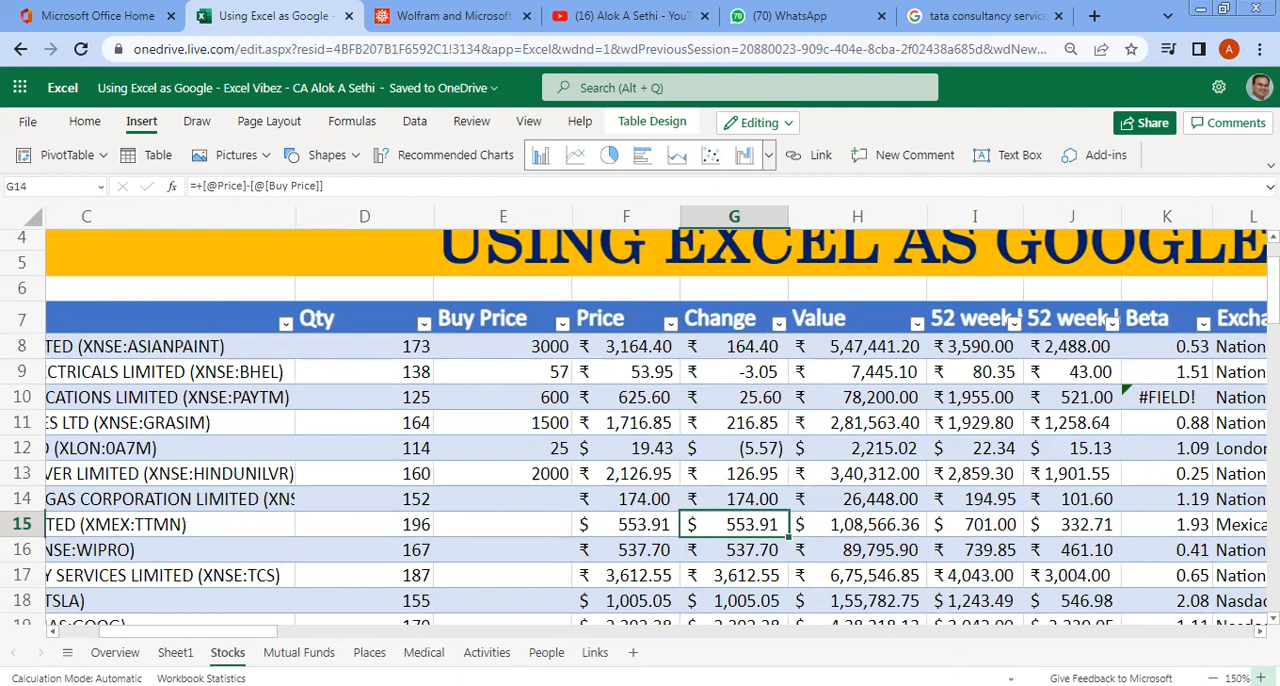 Microsoft Office Home
Using Excel as Google -
Wolfram and Microsoft
(16) Alok A Sethi - YouT
(70) WhatsApp
tata consultancy service
onedrive.live.com/edit.aspx?resid=4BFB207B1F6592C1!3134&app=Excel&wdnd=1&wdPreviousSession=20880023-909c-404e-8cba-2f02438a685d&wdNew...
A
Excel Using Excel as Google - Excel Vibez - CA Alok A Sethi - Saved to OneDrive
Search (Alt + Q)
File Home Insert Draw Page Layout Formulas Data Review View Help Table Design Editing Share Comments
PivotTable Table Pictures Shapes Recommended Charts Link New Comment Text Box Add-ins
G14 fx =+[@Price]-[@[Buy Price]]
C D E F G H I J K L
4 USING EXCEL AS GOOGLE
5
6
7 Qty Buy Price Price Change Value 52 week 52 week Beta Excha
8 TED (XNSE:ASIANPAINT) 173 3000 ₹ 3,164.40 ₹ 164.40 ₹ 5,47,441.20 ₹ 3,590.00 ₹ 2,488.00 0.53 Nation
9 CTRICALS LIMITED (XNSE:BHEL) 138 57 ₹ 53.95 ₹ -3.05 ₹ 7,445.10 ₹ 80.35 ₹ 43.00 1.51 Nation
10 CATIONS LIMITED (XNSE:PAYTM) 125 600 ₹ 625.60 ₹ 25.60 ₹ 78,200.00 ₹ 1,955.00 ₹ 521.00 #FIELD! Nation
11 ES LTD (XNSE:GRASIM) 164 1500 ₹ 1,716.85 ₹ 216.85 ₹ 2,81,563.40 ₹ 1,929.80 ₹ 1,258.64 0.88 Nation
12 D (XLON:0A7M) 114 25 $ 19.43 $ (5.57) $ 2,215.02 $ 22.34 $ 15.13 1.09 London
13 VER LIMITED (XNSE:HINDUNILVR) 160 2000 ₹ 2,126.95 ₹ 126.95 ₹ 3,40,312.00 ₹ 2,859.30 ₹ 1,901.55 0.25 Nation
14 GAS CORPORATION LIMITED (XNS 152 ₹ 174.00 ₹ 174.00 ₹ 26,448.00 ₹ 194.95 ₹ 101.60 1.19 Nation
15 TED (XMEX:TTMN) 196 $ 553.91 $ 553.91 $ 1,08,566.36 $ 701.00 $ 332.71 1.93 Mexica
16 NSE:WIPRO) 167 ₹ 537.70 ₹ 537.70 ₹ 89,795.90 ₹ 739.85 ₹ 461.10 0.41 Nation
17 Y SERVICES LIMITED (XNSE:TCS) 187 ₹ 3,612.55 ₹ 3,612.55 ₹ 6,75,546.85 ₹ 4,043.00 ₹ 3,004.00 0.65 Nation
18 TSLA) 155 $ 1,005.05 $ 1,005.05 $ 1,55,782.75 $ 1,243.49 $ 546.98 2.08 Nasdac
Overview Sheet1 Stocks Mutual Funds Places Medical Activities People Links
Calculation Mode: Automatic Workbook Statistics Give Feedback to Microsoft 150%